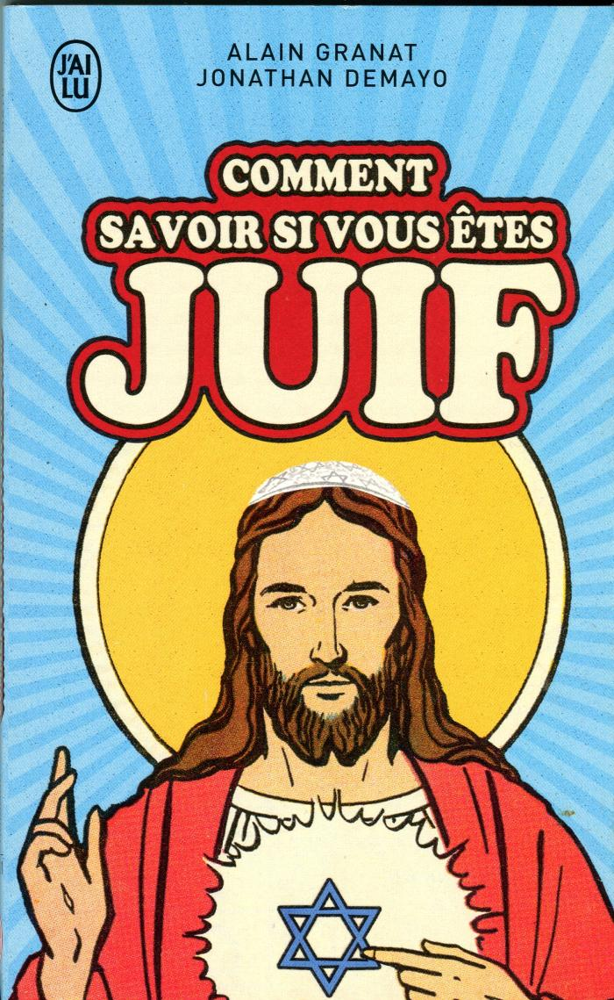 J'AI
LU
ALAIN GRANAT
JONATHAN DEMAYO
COMMENT
SAVOIR SI VOUS ÊTES
JUIF